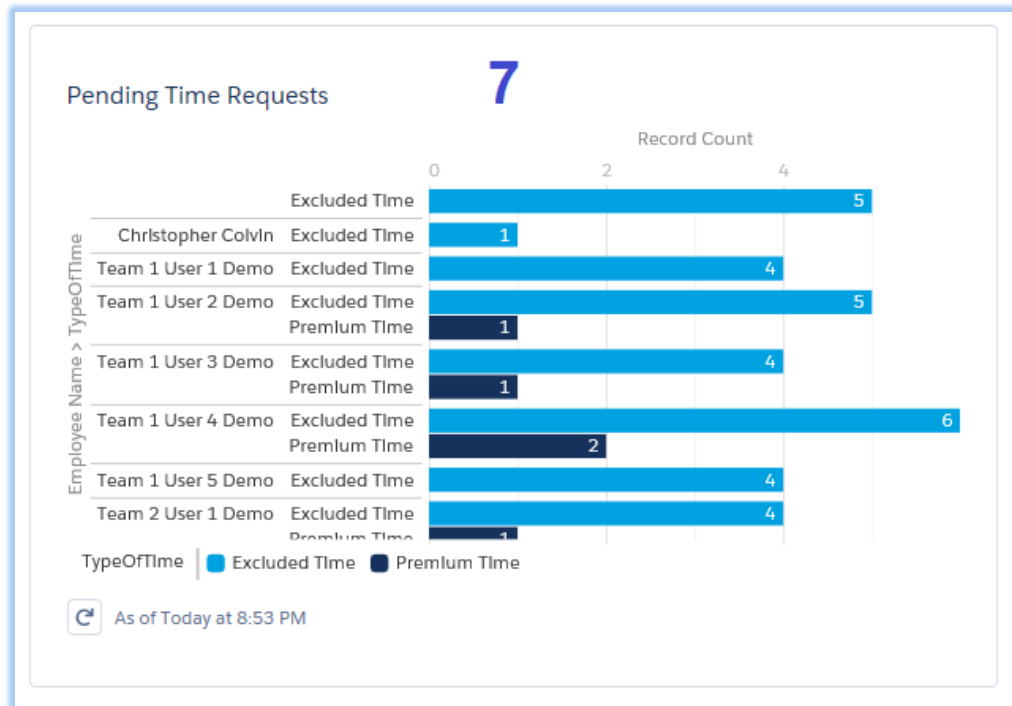 7
Pending Time Requests
Record Count
0 2 4
Employee Name > TypeOfTime
Excluded Time 5
Christopher Colvin Excluded Time 1
Team 1 User 1 Demo Excluded Time 4
Team 1 User 2 Demo Excluded Time 5
Premium Time 1
Team 1 User 3 Demo Excluded Time 4
Premium Time 1
Team 1 User 4 Demo Excluded Time 6
Premium Time 2
Team 1 User 5 Demo Excluded Time 4
Team 2 User 1 Demo Excluded Time 4
Premium Time 1
TypeOfTime Excluded Time Premium Time
As of Today at 8:53 PM